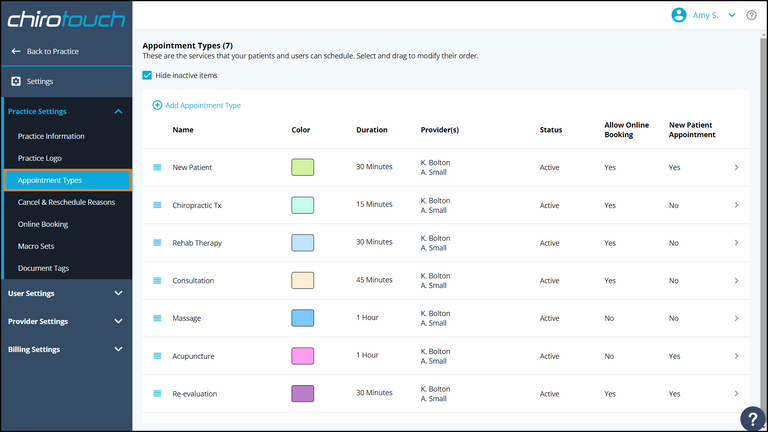 chirotouch
Amy S.
?
Back to Practice
Settings
Practice Settings
Practice Information
Practice Logo
Appointment Types
Cancel & Reschedule Reasons
Online Booking
Macro Sets
Document Tags
User Settings
Provider Settings
Billing Settings
Appointment Types (7)
These are the services that your patients and users can schedule. Select and drag to modify their order.
Hide inactive items
Add Appointment Type
Name Color Duration Provider(s) Status Allow Online Booking New Patient Appointment
New Patient 30 Minutes K. Bolton A. Small Active Yes Yes
Chiropractic Tx 15 Minutes K. Bolton A. Small Active Yes No
Rehab Therapy 30 Minutes K. Bolton A. Small Active Yes No
Consultation 45 Minutes K. Bolton A. Small Active Yes No
Massage 1 Hour K. Bolton A. Small Active No No
Acupuncture 1 Hour K. Bolton A. Small Active No Yes
Re-evaluation 30 Minutes K. Bolton A. Small Active Yes Yes
?